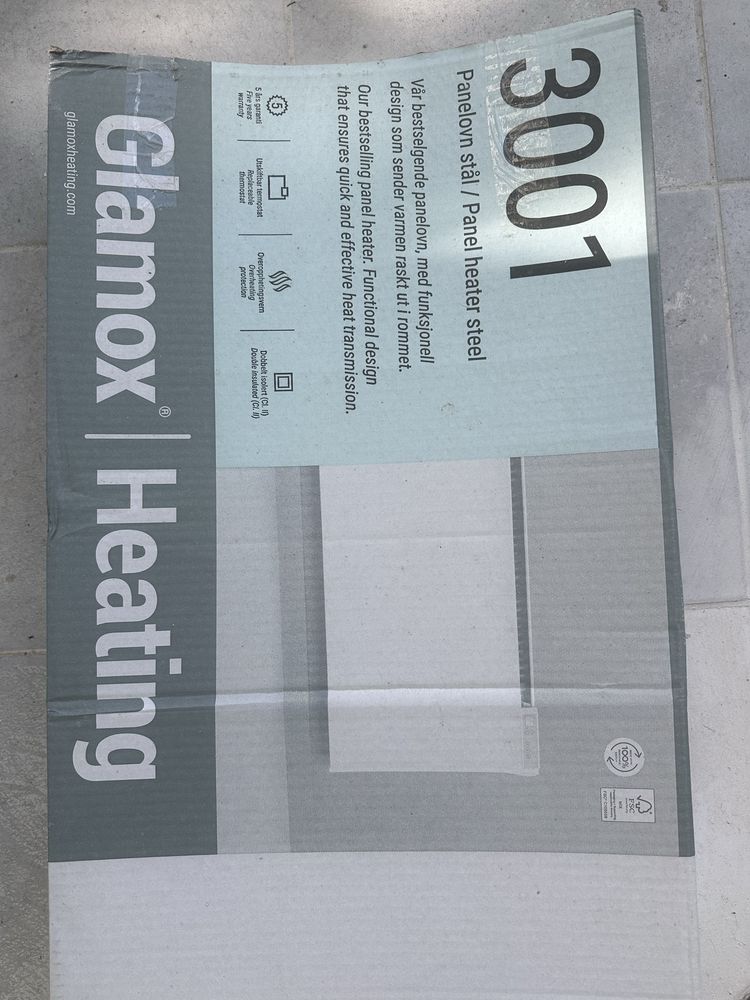 3001
Panelovn stål / Panel heater steel
Vår bestselgende panelovn, med funksjonell
design som sender varmen raskt ut i rommet.
Our bestselling panel heater. Functional design
that ensures quick and effective heat transmission.
5
5 års garanti
Five years
warranty
Utskiftbar termostat
Replaceable
thermostat
Overopphetingsvern
Overheating
protection
Dobbelt isolert (Cl. II)
Double insulated (Cl. II)
100%
FSC
MIX
Glamox® | Heating
glamoxheating.com